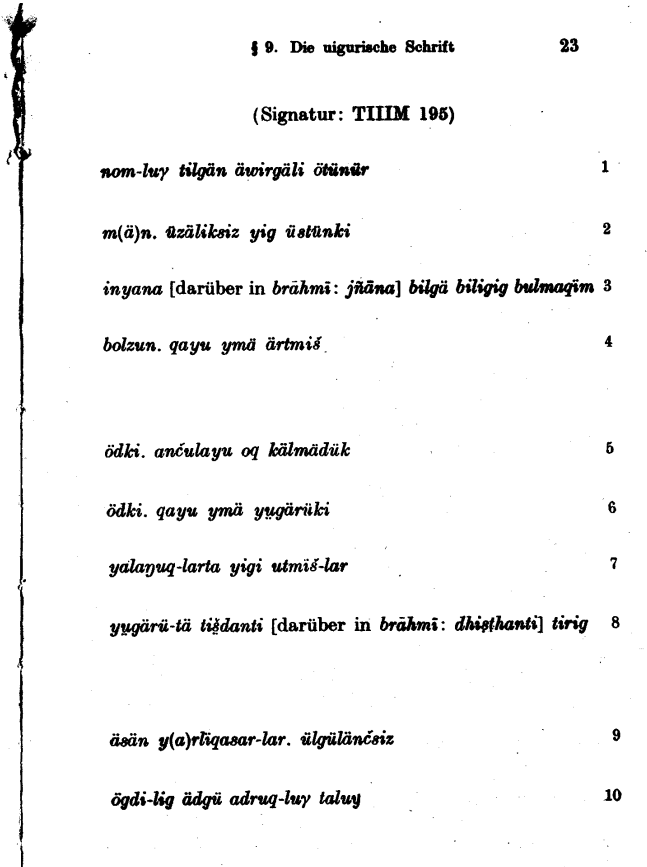 § 9. Die uigurische Schrift 23
(Signatur: TIIIM 195)
nom-luγ tilgän äwirgäli ötünür 1
m(ä)n. üzäliksiz yig üstünki 2
inyana [darüber in brāhmī: jñāna] bilgä biligig bulmaqïm 3
bolzun. qayu ymä ärtmiš 4
ödki. ančulayu oq kälmädük 5
ödki. qayu ymä yṳgärüki 6
yalaŋuq-larta yigi utmïš-lar 7
yṳgärü-tä tišdanti [darüber in brāhmī: dhiṣṭhanti] tirig 8
äsän y(a)rlïqasar-lar. ülgülänčsiz 9
ögdi-lig ädgü adruq-luγ taluy 10